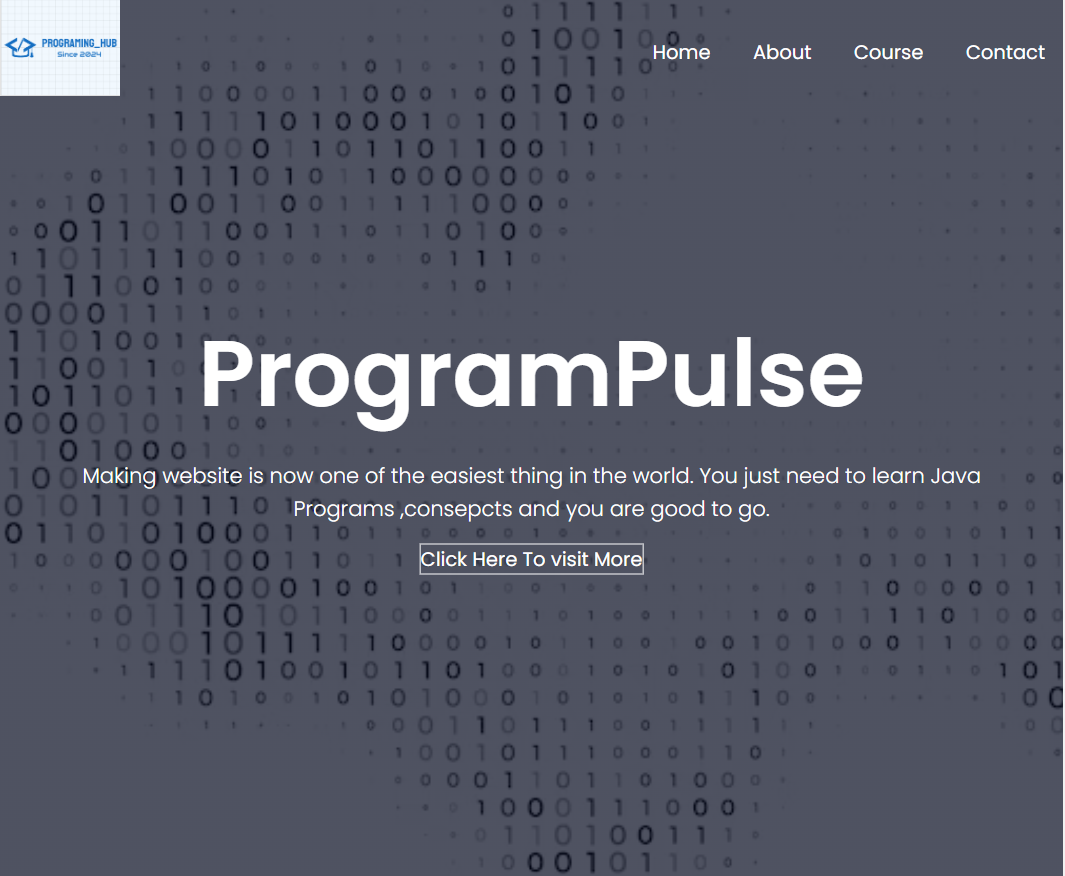 PROGRAMING_HUB
Since 2024
Home About Course Contact
ProgramPulse
Making website is now one of the easiest thing in the world. You just need to learn Java
Programs ,consepcts and you are good to go.
Click Here To visit More